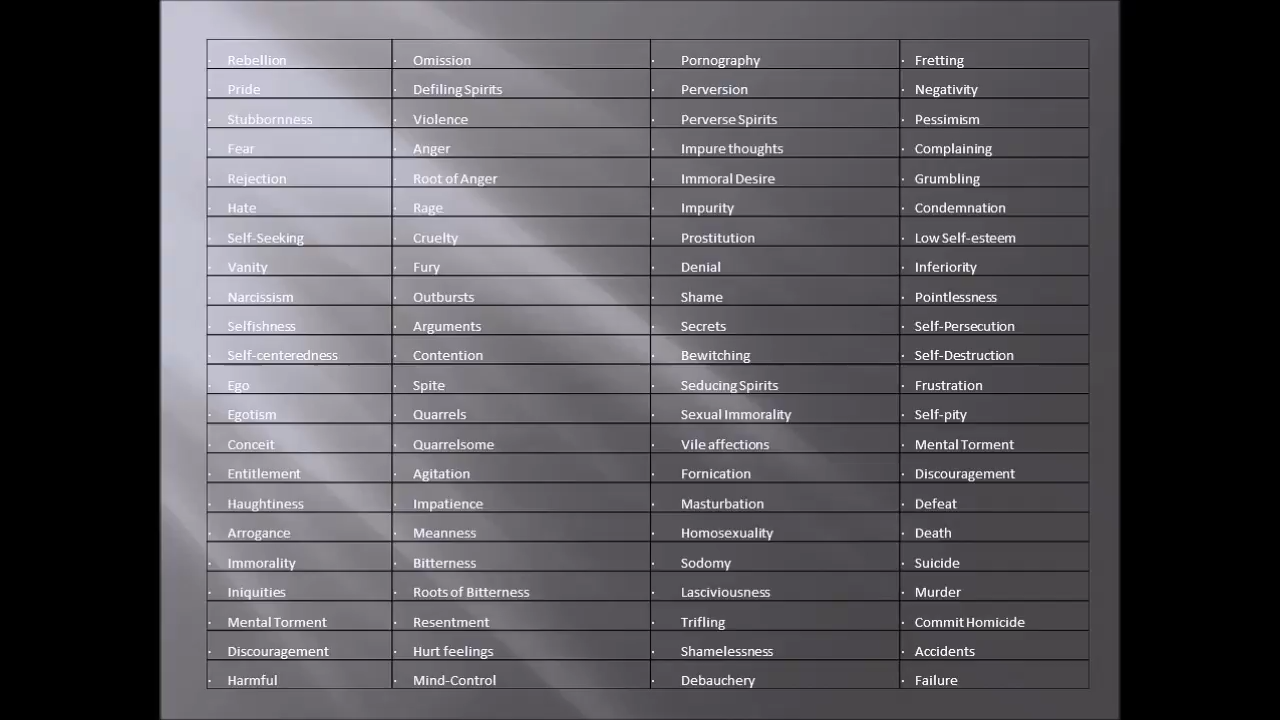 · Rebellion · Omission · Pornography · Fretting
· Pride · Defiling Spirits · Perversion · Negativity
· Stubbornness · Violence · Perverse Spirits · Pessimism
· Fear · Anger · Impure thoughts · Complaining
· Rejection · Root of Anger · Immoral Desire · Grumbling
· Hate · Rage · Impurity · Condemnation
· Self-Seeking · Cruelty · Prostitution · Low Self-esteem
· Vanity · Fury · Denial · Inferiority
· Narcissism · Outbursts · Shame · Pointlessness
· Selfishness · Arguments · Secrets · Self-Persecution
· Self-centeredness · Contention · Bewitching · Self-Destruction
· Ego · Spite · Seducing Spirits · Frustration
· Egotism · Quarrels · Sexual Immorality · Self-pity
· Conceit · Quarrelsome · Vile affections · Mental Torment
· Entitlement · Agitation · Fornication · Discouragement
· Haughtiness · Impatience · Masturbation · Defeat
· Arrogance · Meanness · Homosexuality · Death
· Immorality · Bitterness · Sodomy · Suicide
· Iniquities · Roots of Bitterness · Lasciviousness · Murder
· Mental Torment · Resentment · Trifling · Commit Homicide
· Discouragement · Hurt feelings · Shamelessness · Accidents
· Harmful · Mind-Control · Debauchery · Failure